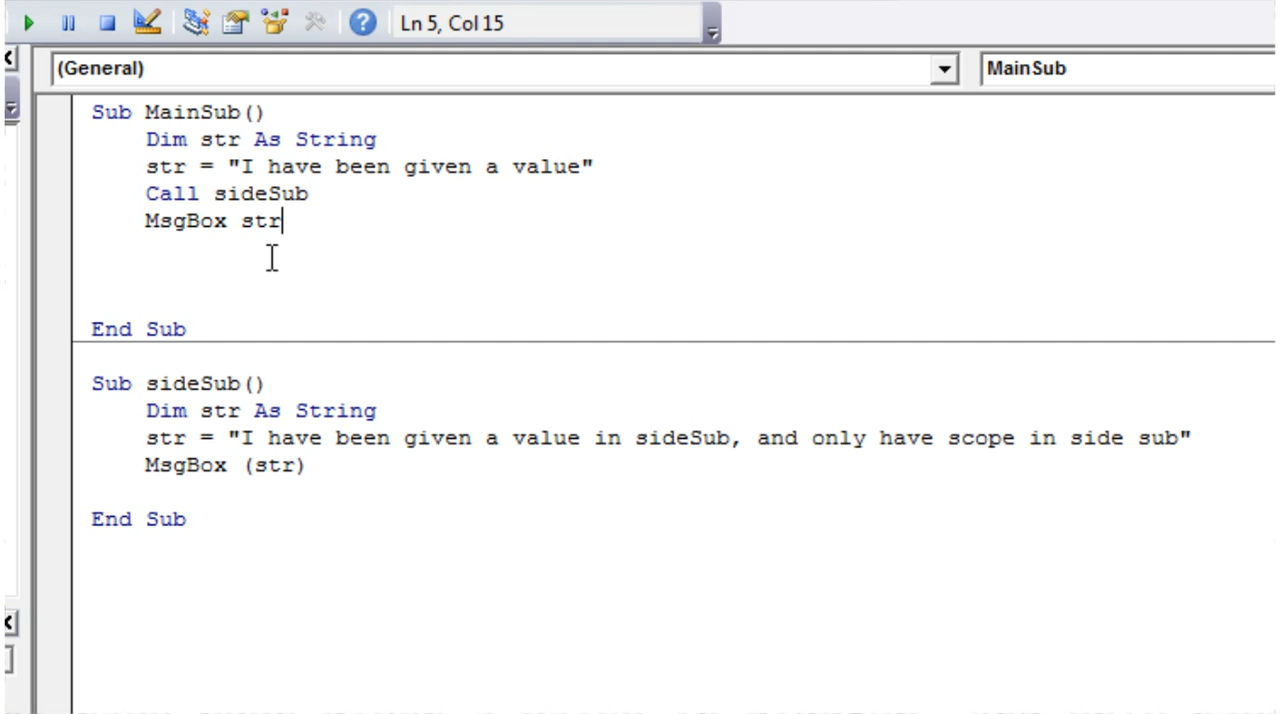 Ln 5, Col 15
(General)
MainSub
Sub MainSub()
Dim str As String
str = "I have been given a value"
Call sideSub
MsgBox str
End Sub
Sub sideSub()
Dim str As String
str = "I have been given a value in sideSub, and only have scope in side sub"
MsgBox (str)
End Sub